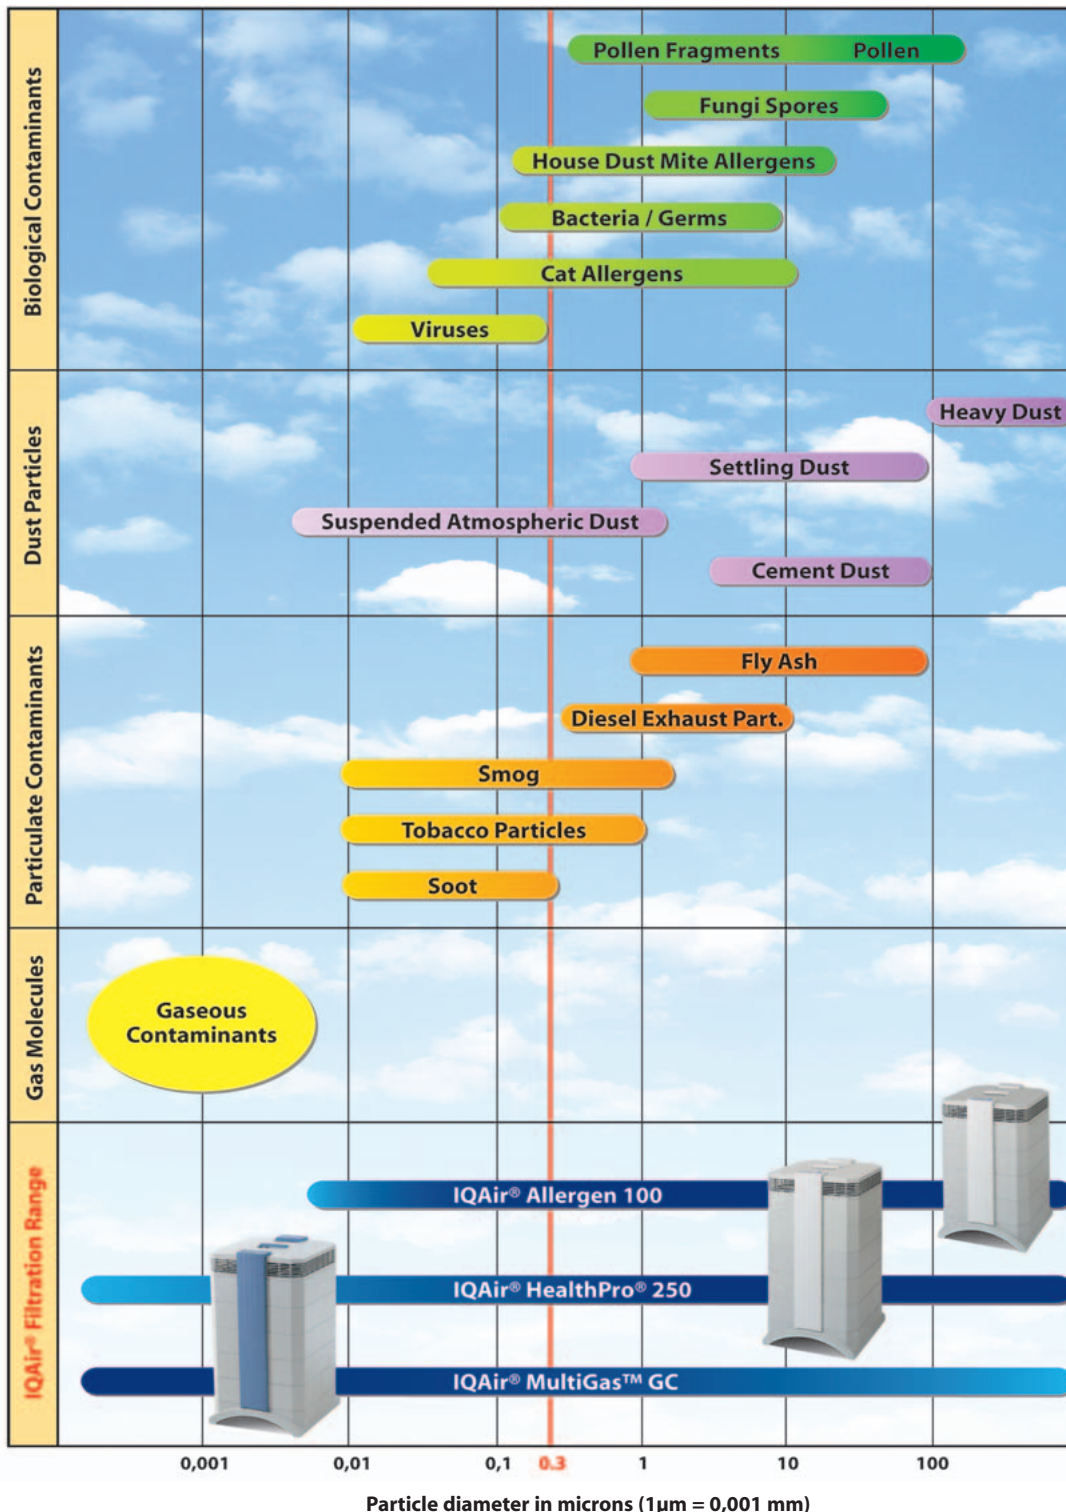 Biological Contaminants
Pollen Fragments Pollen
Fungi Spores
House Dust Mite Allergens
Bacteria / Germs
Cat Allergens
Viruses
Dust Particles
Heavy Dust
Settling Dust
Suspended Atmospheric Dust
Cement Dust
Particulate Contaminants
Fly Ash
Diesel Exhaust Part.
Smog
Tobacco Particles
Soot
Gas Molecules
Gaseous
Contaminants
IQAir® Filtration Range
IQAir® Allergen 100
IQAir® HealthPro® 250
IQAir® MultiGas™ GC
0,001 0,01 0,1 0.3 1 10 100
Particle diameter in microns (1µm = 0,001 mm)